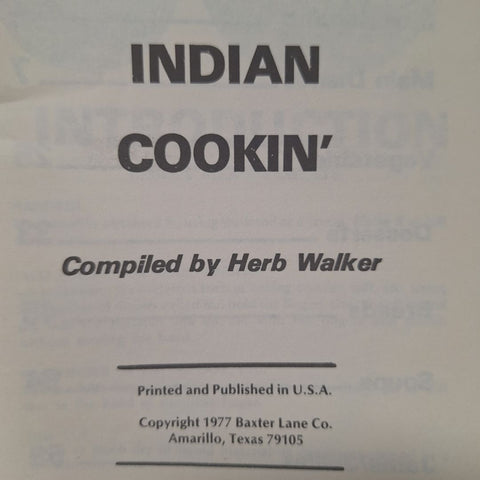 INDIAN
COOKIN'
Compiled by Herb Walker
Printed and Published in U.S.A.
Copyright 1977 Baxter Lane Co.
Amarillo, Texas 79105